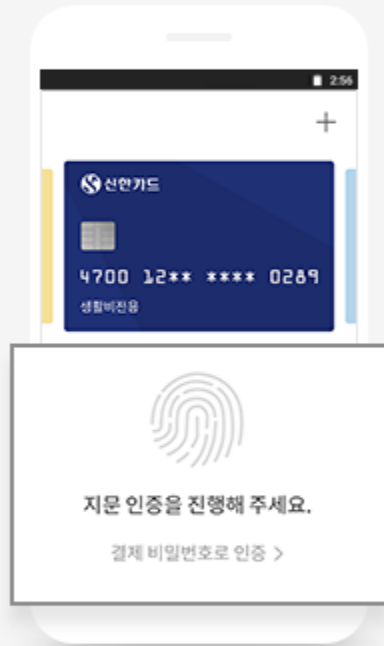 2:56
신한카드
4700 12** **** 0289
생활비전용
지문 인증을 진행해 주세요.
결제 비밀번호로 인증 >